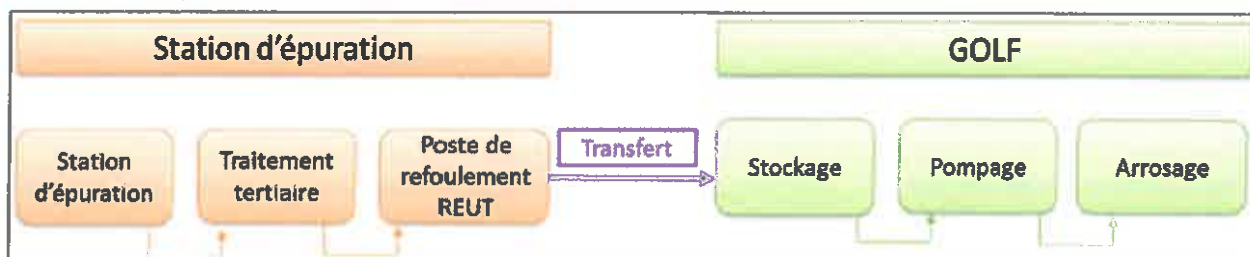 Station d'épuration
GOLF
Station
d'épuration
Traitement
tertiaire
Poste de
refoulement
REUT
Transfert
Stockage
Pompage
Arrosage